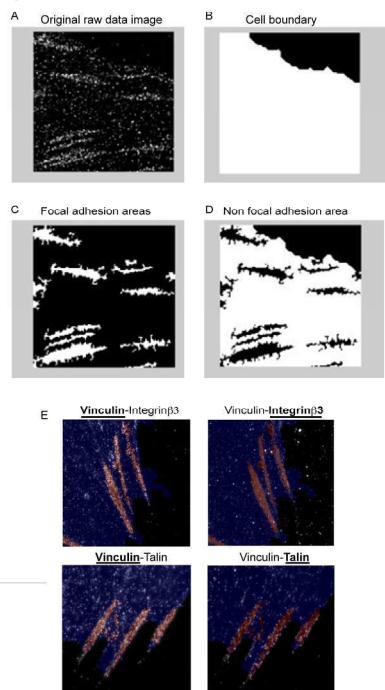 A Original raw data image
B Cell boundary
C Focal adhesion areas
D Non focal adhesion area
E
Vinculin-Integrinβ3
Vinculin-Integrinβ3
Vinculin-Talin
Vinculin-Talin